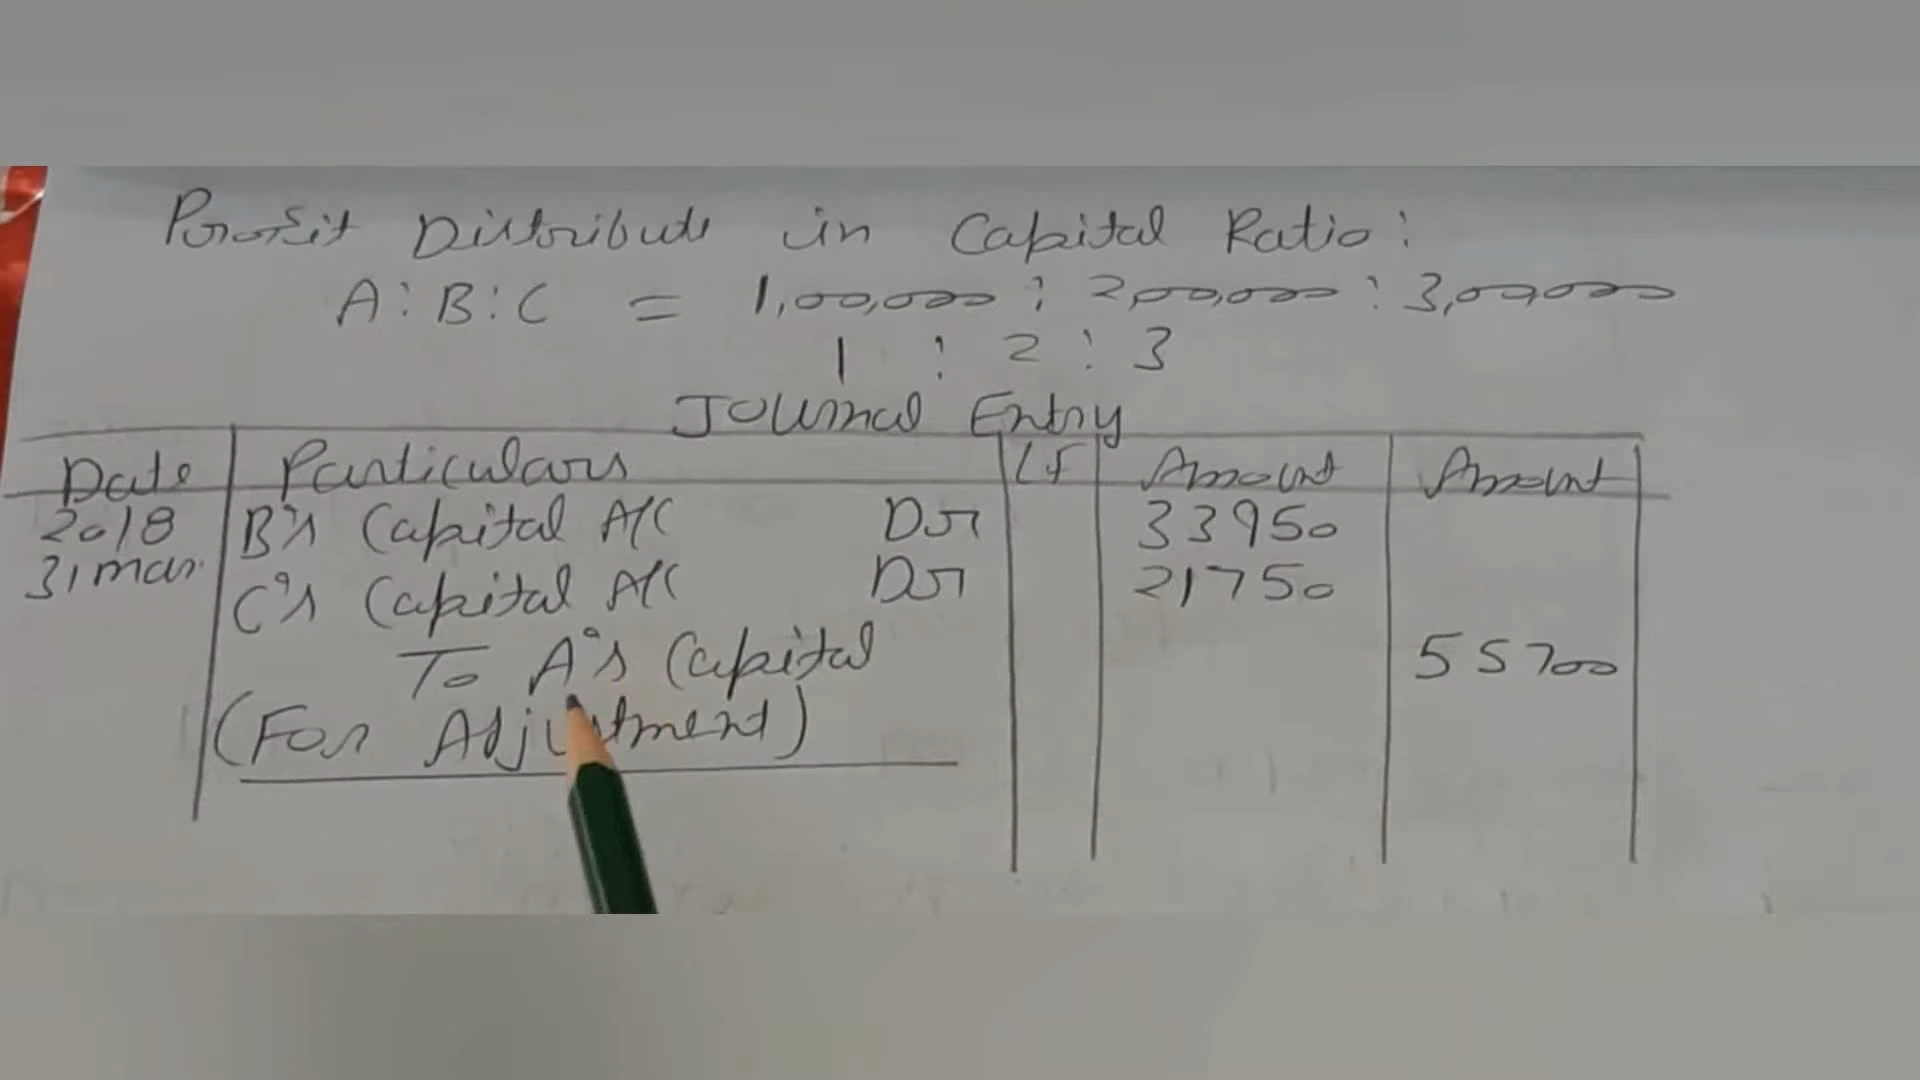 Profit Distribute in Capital Ratio:
A:B:C = 1,00,000 : 2,00,000 : 3,00,000
1 : 2 : 3
Journal Entry
Date Particulars LF Amount Amount
2018 B's Capital A/C Dr 33950
31 mar. C's Capital A/C Dr 21750
To A's Capital 55700
(For Adjustment)